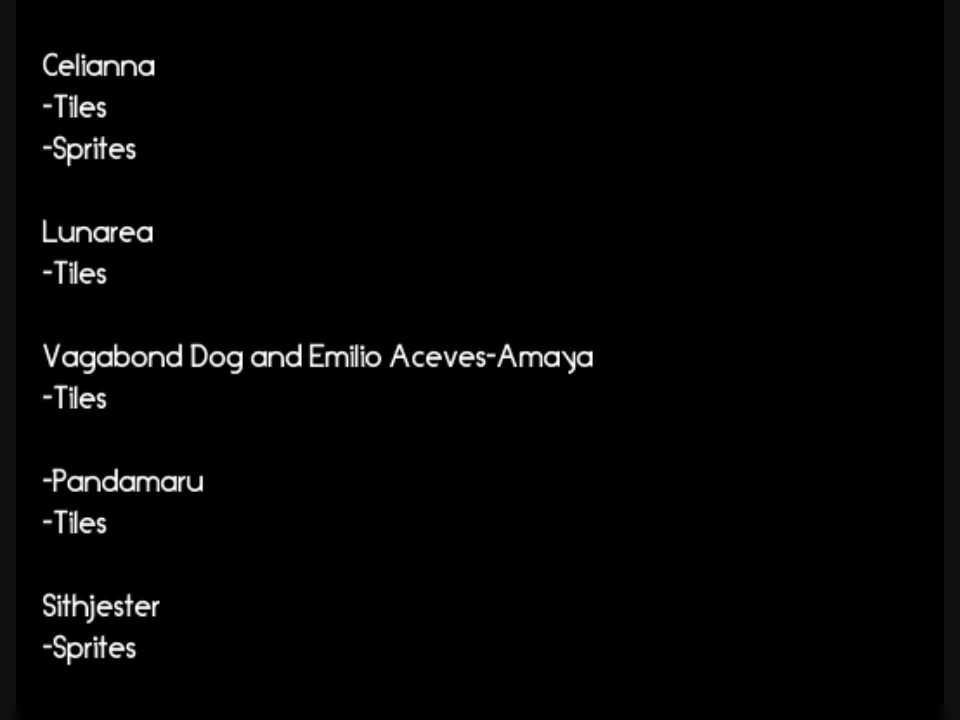 Celianna
-Tiles
-Sprites
Lunarea
-Tiles
Vagabond Dog and Emilio Aceves-Amaya
-Tiles
-Pandamaru
-Tiles
Sithjester
-Sprites